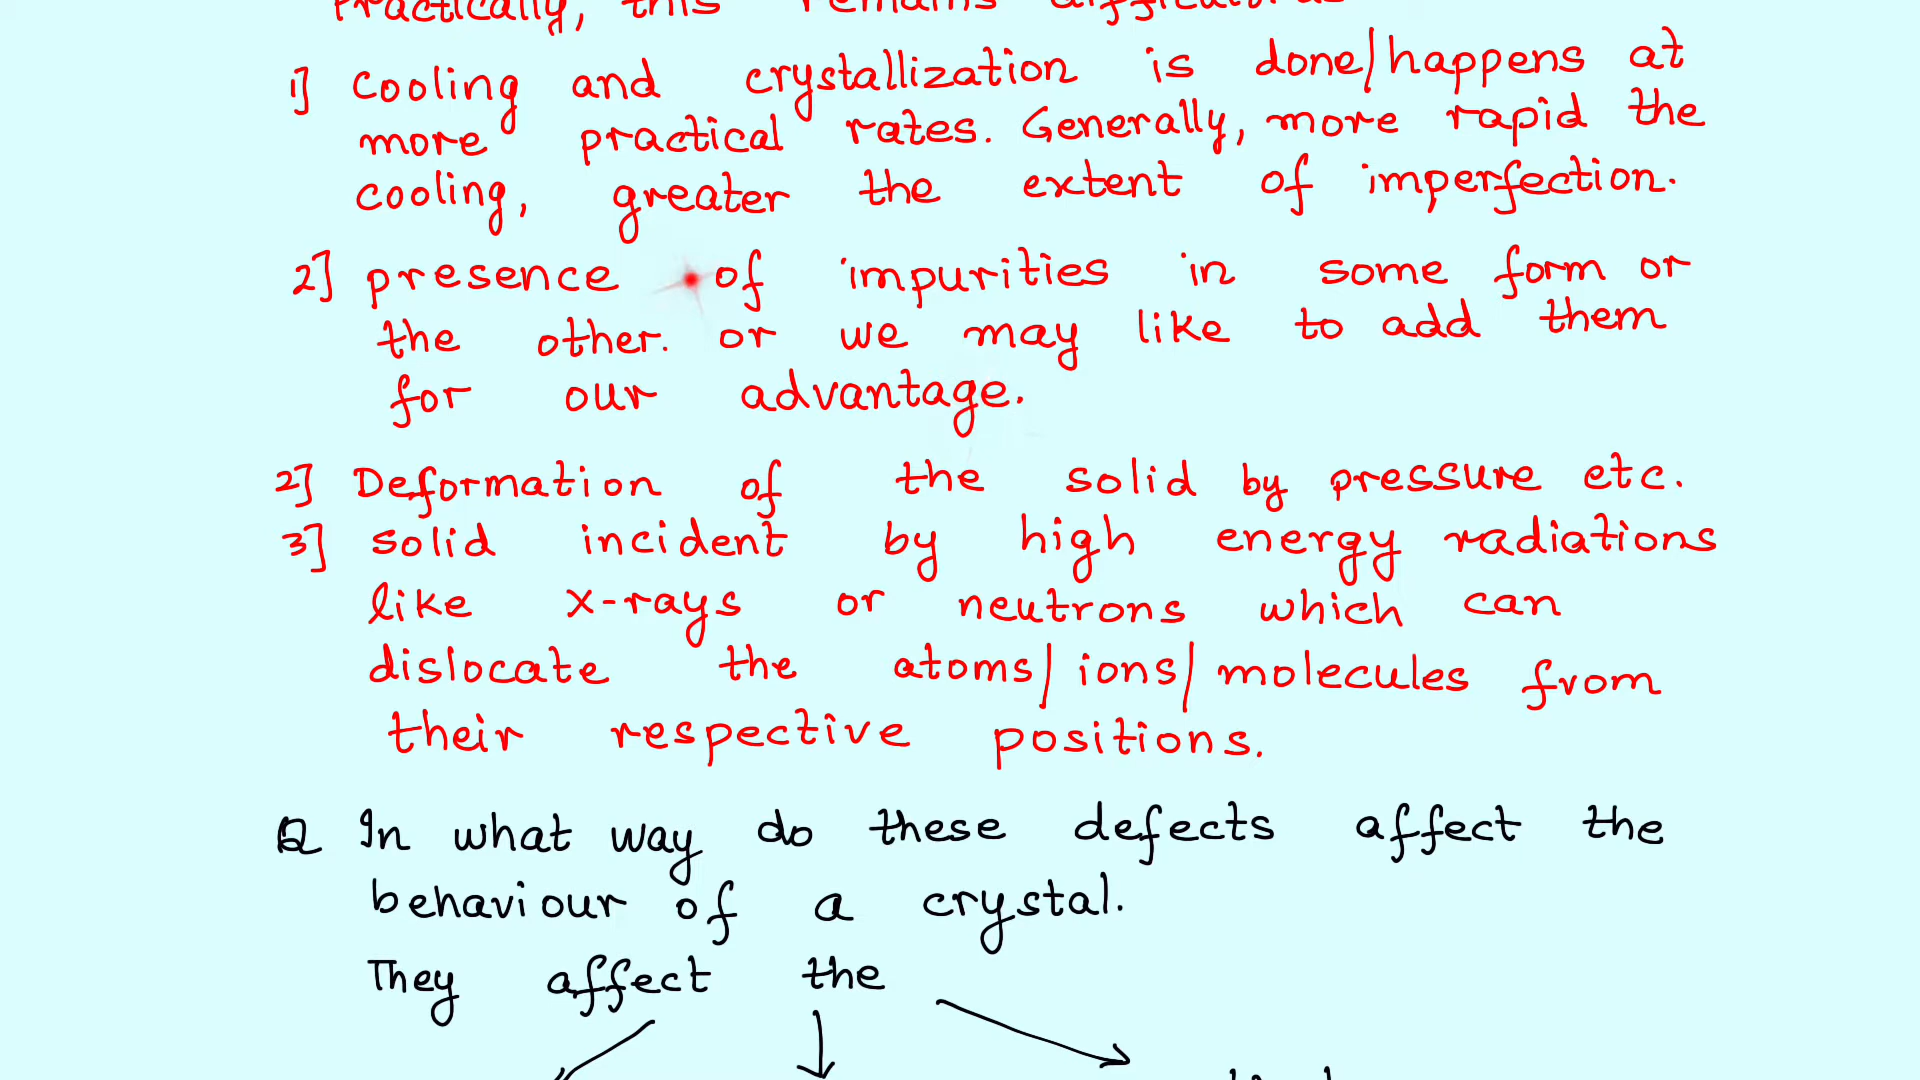 Practically, this remains
1] Cooling and crystallization is done/happens at
more practical rates. Generally, more rapid the
cooling, greater the extent of imperfection.
2] presence of impurities in some form or
the other. or we may like to add them
for our advantage.
2] Deformation of the solid by pressure etc.
3] solid incident by high energy radiations
like x-rays or neutrons which can
dislocate the atoms/ions/molecules from
their respective positions.
Q In what way do these defects affect the
behaviour of a crystal.
They affect the